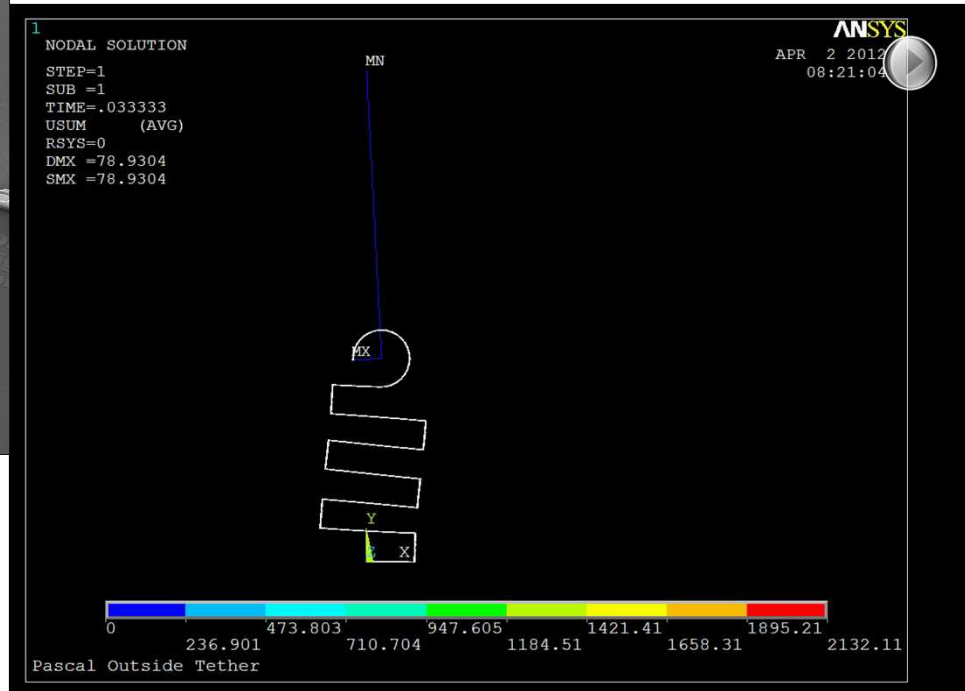 1
NODAL SOLUTION
STEP=1
SUB =1
TIME=.033333
USUM (AVG)
RSYS=0
DMX =78.9304
SMX =78.9304
ANSYS
APR 2 2012
08:21:04
MN
MX
Y
X
0 473.803 947.605 1421.41 1895.21
236.901 710.704 1184.51 1658.31 2132.11
Pascal Outside Tether